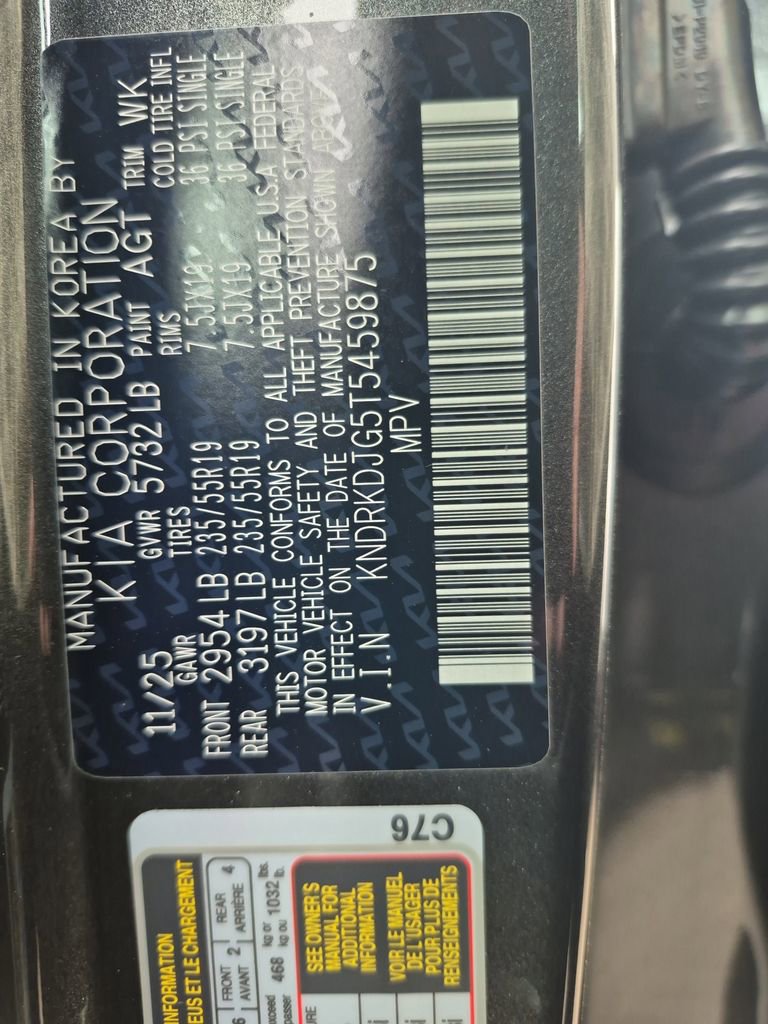 MANUFACTURED IN KOREA BY
KIA CORPORATION
11/25 GVWR 5732 LB PAINT AGT TRIM WK
GAWR TIRES RIMS COLD TIRE INFL
FRONT 2954 LB 235/55R19 7.5JX19 36 PSI SINGLE
REAR 3197 LB 235/55R19 7.5JX19 36 PSI SINGLE
THIS VEHICLE CONFORMS TO ALL APPLICABLE U.S.A FEDERAL
MOTOR VEHICLE SAFETY AND THEFT PREVENTION STANDARDS
IN EFFECT ON THE DATE OF MANUFACTURE SHOWN ABOVE
V.I.N KNDRKDJG5T5459875
MPV
C76
INFORMATION
EUS ET LE CHARGEMENT
FRONT 2 REAR 4
AVANT ARRIÈRE
468 kg or 1032 lbs.
kg ou lb.
SEE OWNER'S
MANUAL FOR
ADDITIONAL
INFORMATION
VOIR LE MANUEL
DE L'USAGER
POUR PLUS DE
RENSEIGNEMENTS